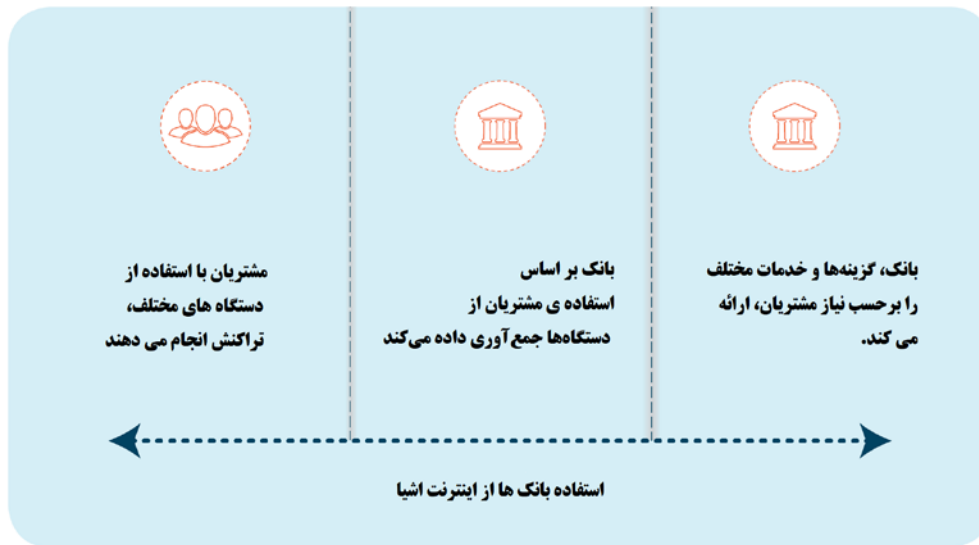 بانک، گزینه‌ها و خدمات مختلف
را برحسب نیاز مشتریان، ارائه
می کند.
بانک بر اساس
استفاده ی مشتریان از
دستگاه‌ها جمع‌آوری داده می‌کند
مشتریان با استفاده از
دستگاه های مختلف،
تراکنش انجام می دهند
استفاده بانک ها از اینترنت اشیا